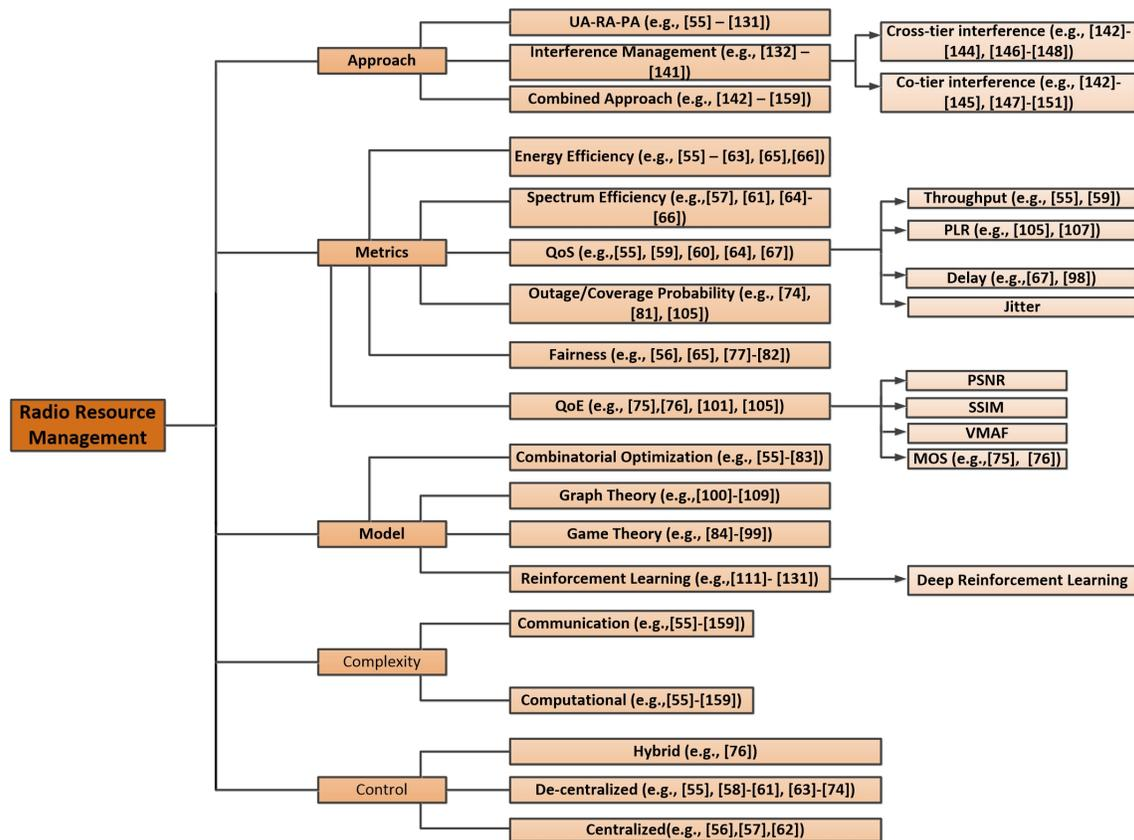 Radio Resource
Management
Approach
UA-RA-PA (e.g., [55] – [131])
Interference Management (e.g., [132] –
[141])
Cross-tier interference (e.g., [142]-
[144], [146]-[148])
Co-tier interference (e.g., [142]-
[145], [147]-[151])
Combined Approach (e.g., [142] – [159])
Metrics
Energy Efficiency (e.g., [55] – [63], [65],[66])
Spectrum Efficiency (e.g.,[57], [61], [64]-
[66])
QoS (e.g.,[55], [59], [60], [64], [67])
Throughput (e.g., [55], [59])
PLR (e.g., [105], [107])
Delay (e.g.,[67], [98])
Jitter
Outage/Coverage Probability (e.g., [74],
[81], [105])
Fairness (e.g., [56], [65], [77]-[82])
QoE (e.g., [75],[76], [101], [105])
PSNR
SSIM
VMAF
MOS (e.g.,[75], [76])
Model
Combinatorial Optimization (e.g., [55]-[83])
Graph Theory (e.g.,[100]-[109])
Game Theory (e.g., [84]-[99])
Reinforcement Learning (e.g.,[111]- [131])
Deep Reinforcement Learning
Complexity
Communication (e.g.,[55]-[159])
Computational (e.g.,[55]-[159])
Control
Hybrid (e.g., [76])
De-centralized (e.g., [55], [58]-[61], [63]-[74])
Centralized(e.g., [56],[57],[62])